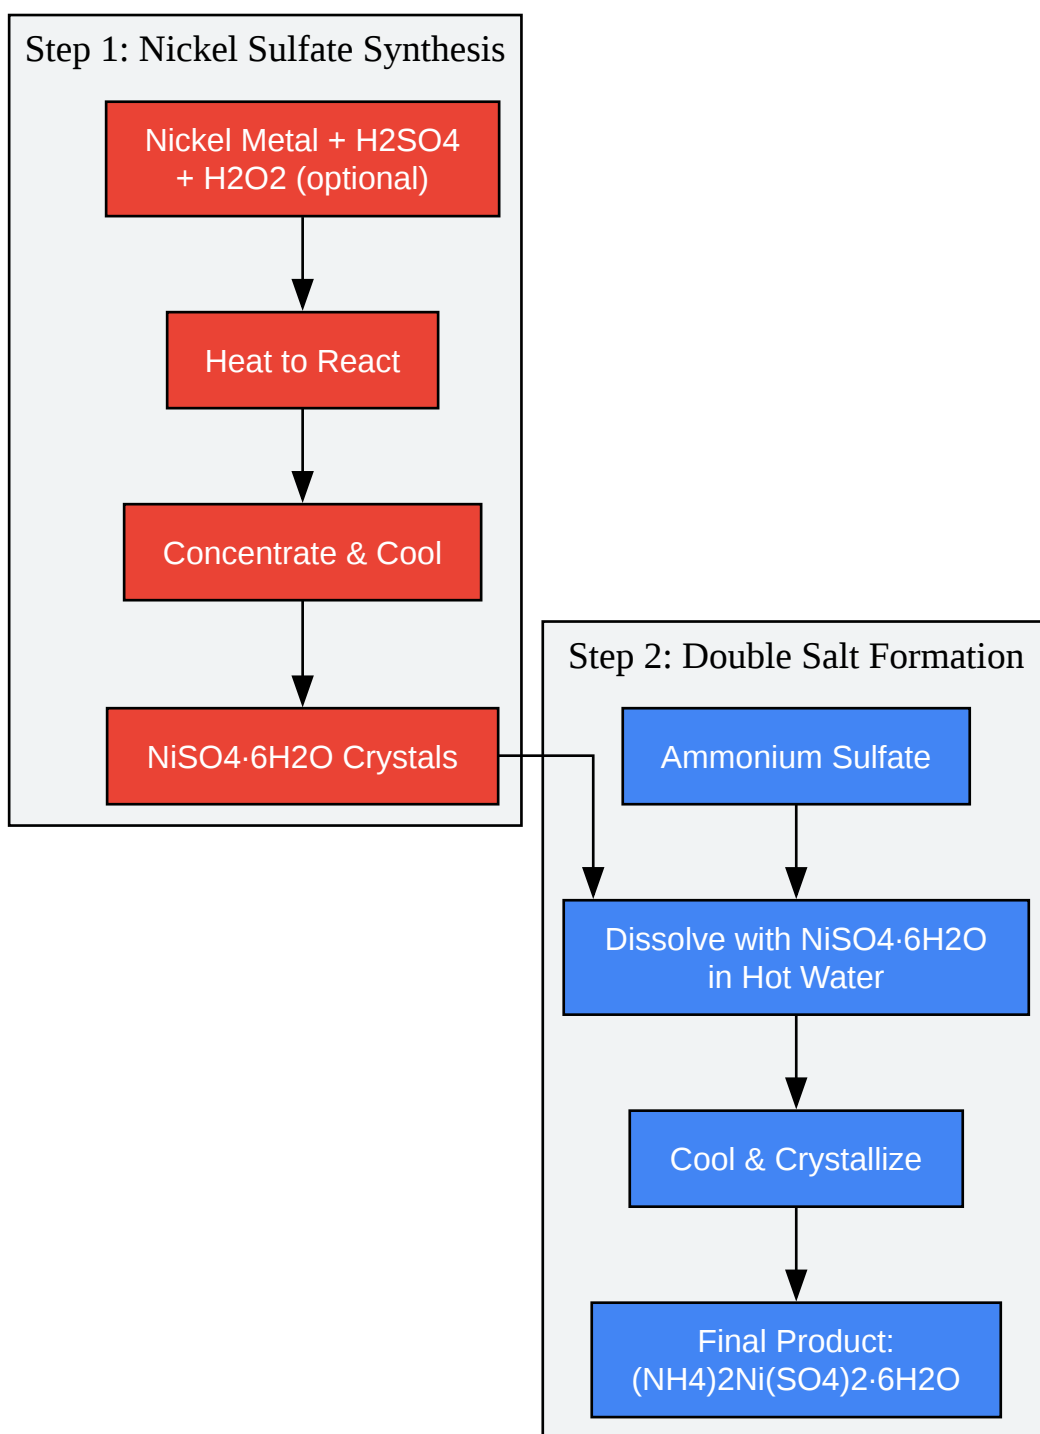 Step 1: Nickel Sulfate Synthesis
Nickel Metal + H2SO4
+ H2O2 (optional)
Heat to React
Concentrate & Cool
NiSO4·6H2O Crystals
Step 2: Double Salt Formation
Ammonium Sulfate
Dissolve with NiSO4·6H2O
in Hot Water
Cool & Crystallize
Final Product:
(NH4)2Ni(SO4)2·6H2O